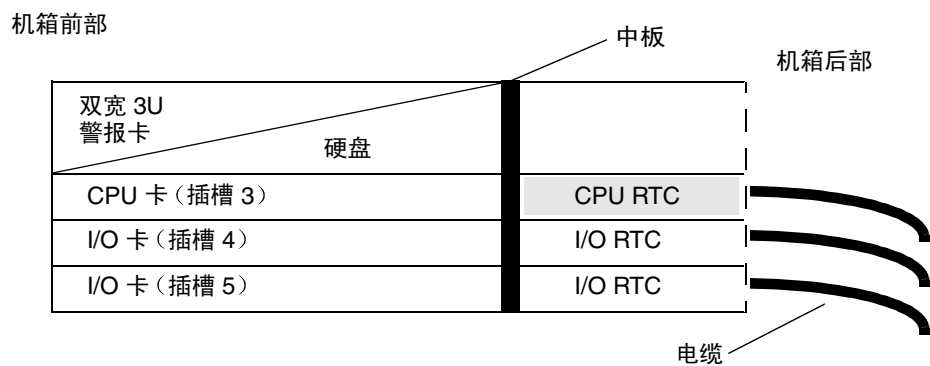 机箱前部
中板
机箱后部
双宽 3U
警报卡
硬盘
CPU 卡（插槽 3）
CPU RTC
I/O 卡（插槽 4）
I/O RTC
I/O 卡（插槽 5）
I/O RTC
电缆